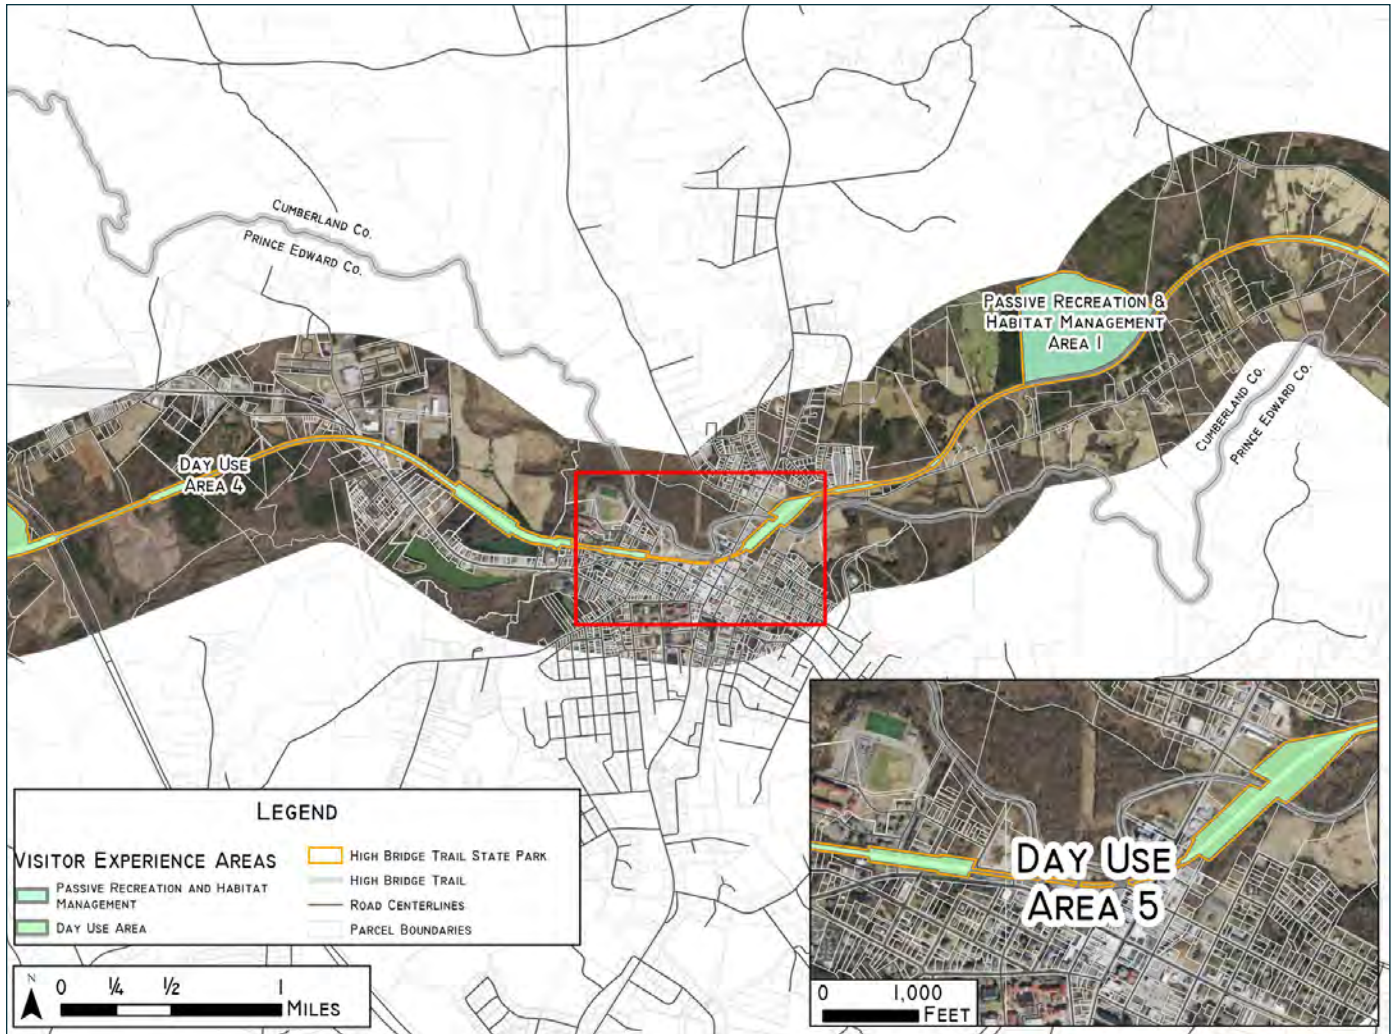 Cumberland Co.
Prince Edward Co.
Passive Recreation &
Habitat Management
Area 1
Cumberland Co.
Prince Edward Co.
Day Use
Area 4
Day Use
Area 5
Legend
Visitor Experience Areas
Passive Recreation and Habitat
Management
Day Use Area
High Bridge Trail State Park
High Bridge Trail
Road Centerlines
Parcel Boundaries
N
0 1/4 1/2 1
Miles
0 1,000
Feet